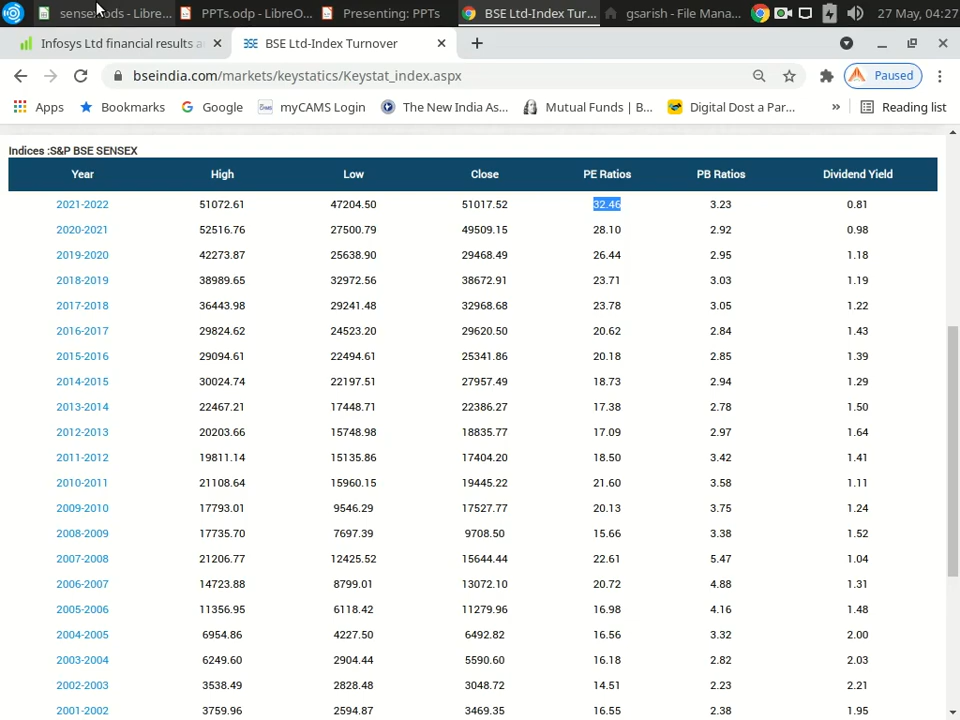 sensex.ods - Libre... PPTs.odp - LibreO... Presenting: PPTs BSE Ltd-Index Tur... gsarish - File Mana... 27 May, 04:27
Infosys Ltd financial results a BSE Ltd-Index Turnover
bseindia.com/markets/keystatics/Keystat_index.aspx Paused
Apps Bookmarks Google myCAMS Login The New India As... Mutual Funds | B... Digital Dost a Par... » Reading list
Indices :S&P BSE SENSEX
Year High Low Close PE Ratios PB Ratios Dividend Yield
2021-2022 51072.61 47204.50 51017.52 32.46 3.23 0.81
2020-2021 52516.76 27500.79 49509.15 28.10 2.92 0.98
2019-2020 42273.87 25638.90 29468.49 26.44 2.95 1.18
2018-2019 38989.65 32972.56 38672.91 23.71 3.03 1.19
2017-2018 36443.98 29241.48 32968.68 23.78 3.05 1.22
2016-2017 29824.62 24523.20 29620.50 20.62 2.84 1.43
2015-2016 29094.61 22494.61 25341.86 20.18 2.85 1.39
2014-2015 30024.74 22197.51 27957.49 18.73 2.94 1.29
2013-2014 22467.21 17448.71 22386.27 17.38 2.78 1.50
2012-2013 20203.66 15748.98 18835.77 17.09 2.97 1.64
2011-2012 19811.14 15135.86 17404.20 18.50 3.42 1.41
2010-2011 21108.64 15960.15 19445.22 21.60 3.58 1.11
2009-2010 17793.01 9546.29 17527.77 20.13 3.75 1.24
2008-2009 17735.70 7697.39 9708.50 15.66 3.38 1.52
2007-2008 21206.77 12425.52 15644.44 22.61 5.47 1.04
2006-2007 14723.88 8799.01 13072.10 20.72 4.88 1.31
2005-2006 11356.95 6118.42 11279.96 16.98 4.16 1.48
2004-2005 6954.86 4227.50 6492.82 16.56 3.32 2.00
2003-2004 6249.60 2904.44 5590.60 16.18 2.82 2.03
2002-2003 3538.49 2828.48 3048.72 14.51 2.23 2.21
2001-2002 3759.96 2594.87 3469.35 16.55 2.38 1.95